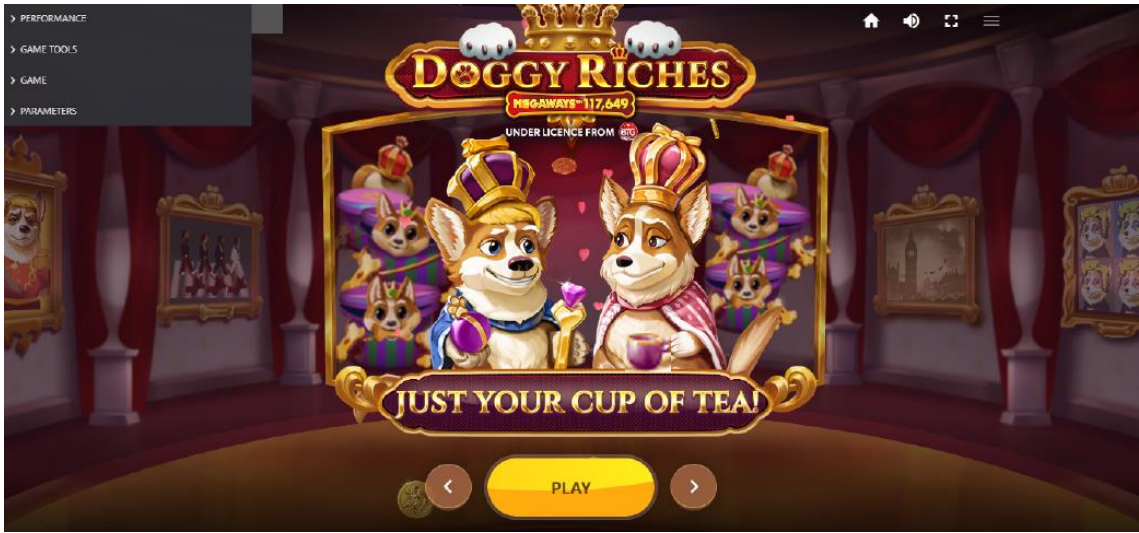 PERFORMANCE
GAME TOOLS
GAME
PARAMETERS
DOGGY RICHES
MEGAWAYS™ 117,649
UNDER LICENCE FROM BTG
JUST YOUR CUP OF TEA!
PLAY